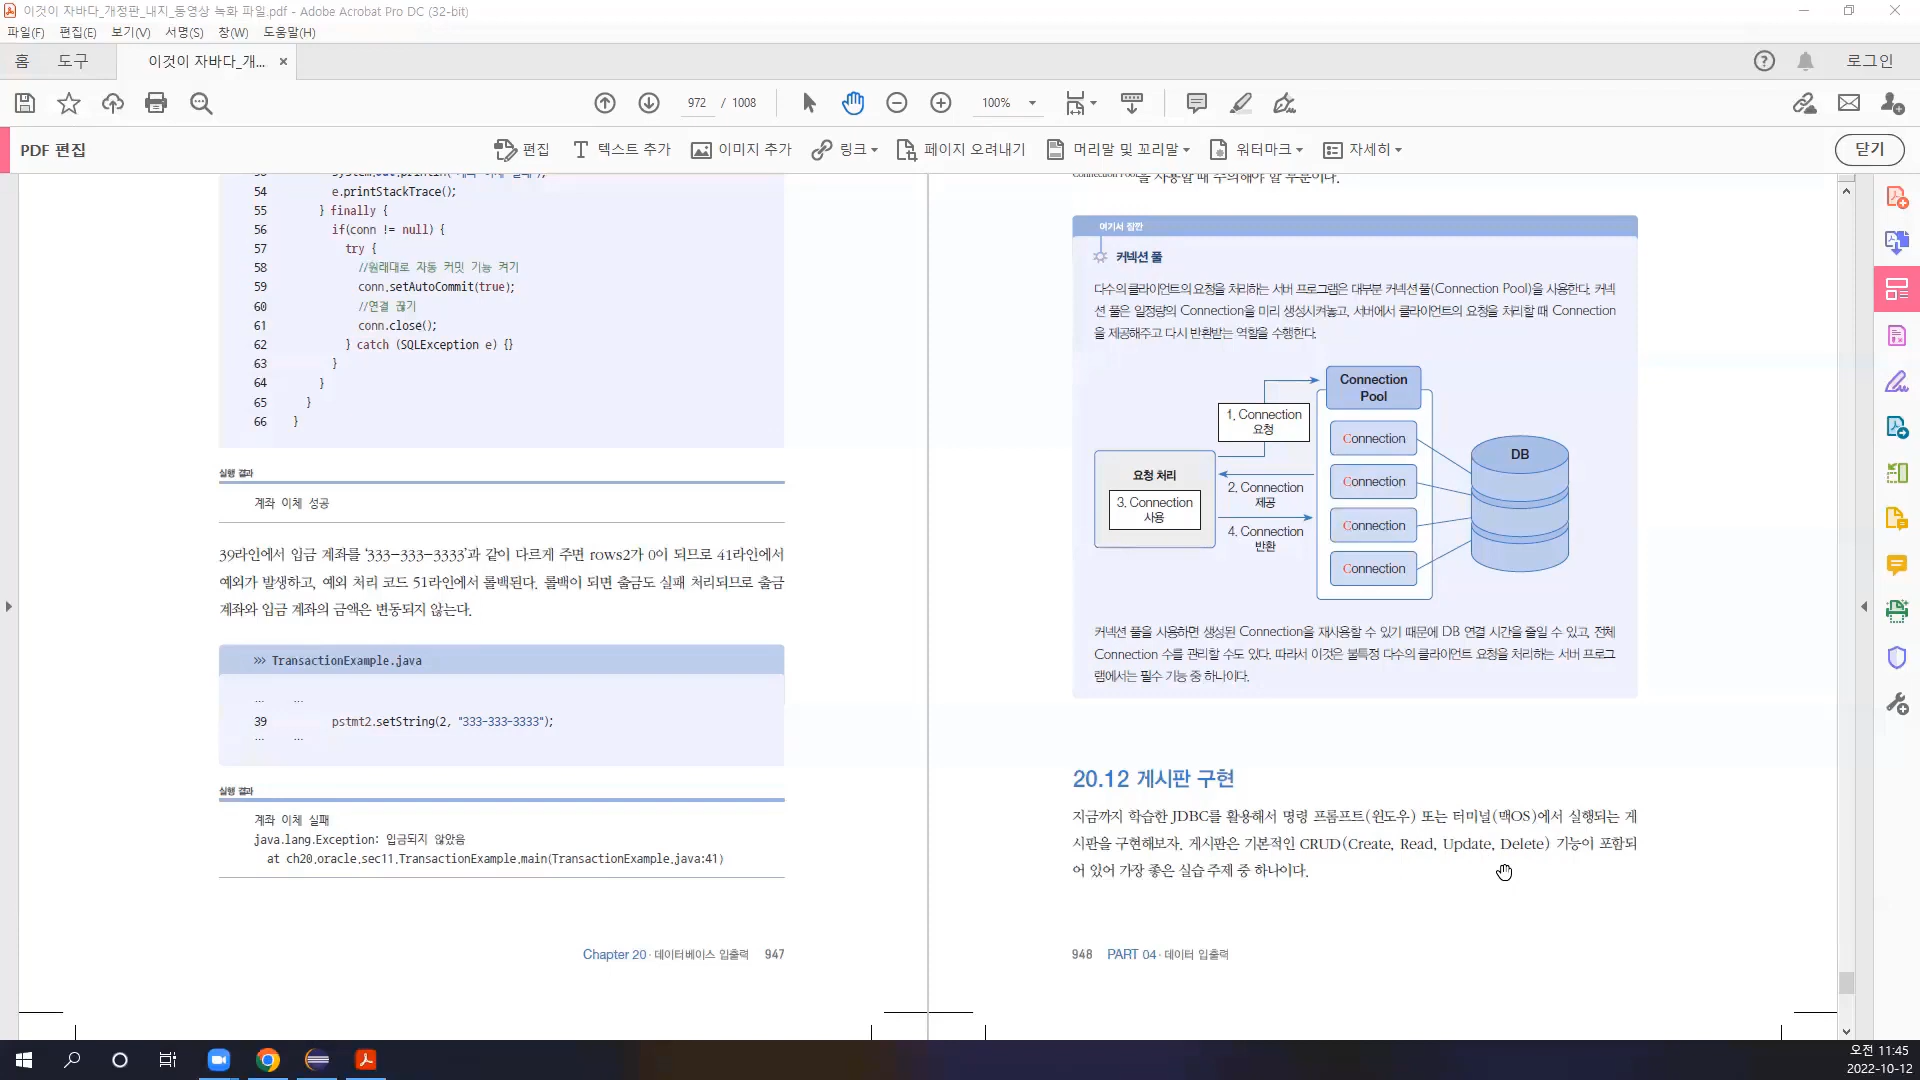 이것이 자바다_개정판_내지_동영상 녹화 파일.pdf - Adobe Acrobat Pro DC (32-bit)
파일(F) 편집(E) 보기(V) 서명(S) 창(W) 도움말(H)
홈 도구 이것이 자바다_개... × 로그인
972 / 1008 100%
PDF 편집 편집 텍스트 추가 이미지 추가 링크 페이지 오려내기 머리말 및 꼬리말 워터마크 자세히 닫기
54 e.printStackTrace();
55 } finally {
56 if(conn != null) {
57 try {
58 //원래대로 자동 커밋 기능 켜기
59 conn.setAutoCommit(true);
60 //연결 끊기
61 conn.close();
62 } catch (SQLException e) {}
63 }
64 }
65 }
66 }
실행 결과
계좌 이체 성공
39라인에서 입금 계좌를 ‘333-333-3333’과 같이 다르게 주면 rows2가 0이 되므로 41라인에서
예외가 발생하고, 예외 처리 코드 51라인에서 롤백된다. 롤백이 되면 출금도 실패 처리되므로 출금
계좌와 입금 계좌의 금액은 변동되지 않는다.
>>> TransactionExample.java
... ...
39 pstmt2.setString(2, "333-333-3333");
... ...
실행 결과
계좌 이체 실패
java.lang.Exception: 입금되지 않았음
at ch20.oracle.sec11.TransactionExample.main(TransactionExample.java:41)
Chapter 20 · 데이터베이스 입출력 947
Connection Pool을 사용할 때 주의해야 할 부분이다.
여기서 잠깐
커넥션 풀
다수의 클라이언트의 요청을 처리하는 서버 프로그램은 대부분 커넥션 풀(Connection Pool)을 사용한다. 커넥
션 풀은 일정량의 Connection을 미리 생성시켜놓고, 서버에서 클라이언트의 요청을 처리할 때 Connection
을 제공해주고 다시 반환받는 역할을 수행한다.
Connection
Pool
1. Connection
요청
Connection
DB
요청 처리
Connection
2. Connection
제공
3. Connection
사용
Connection
4. Connection
반환
Connection
커넥션 풀을 사용하면 생성된 Connection을 재사용할 수 있기 때문에 DB 연결 시간을 줄일 수 있고, 전체
Connection 수를 관리할 수도 있다. 따라서 이것은 불특정 다수의 클라이언트 요청을 처리하는 서버 프로그
램에서는 필수 기능 중 하나이다.
20.12 게시판 구현
지금까지 학습한 JDBC를 활용해서 명령 프롬프트(윈도우) 또는 터미널(맥OS)에서 실행되는 게
시판을 구현해보자. 게시판은 기본적인 CRUD(Create, Read, Update, Delete) 기능이 포함되
어 있어 가장 좋은 실습 주제 중 하나이다.
948 PART 04 · 데이터 입출력
오전 11:45
2022-10-12